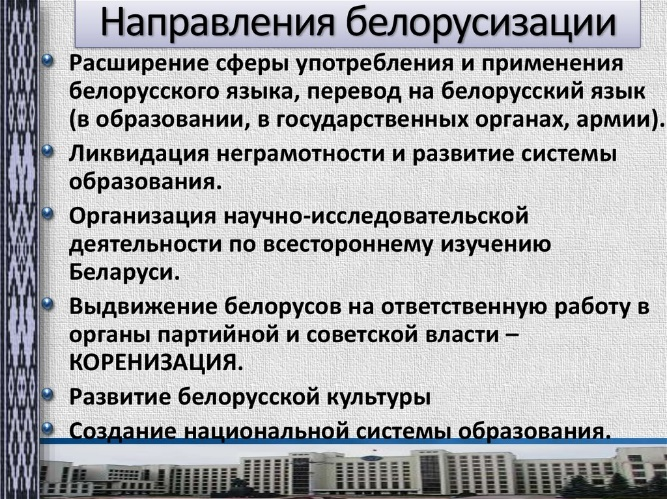 Направления белорусизации
Расширение сферы употребления и применения
белорусского языка, перевод на белорусский язык
(в образовании, в государственных органах, армии).
Ликвидация неграмотности и развитие системы
образования.
Организация научно-исследовательской
деятельности по всестороннему изучению
Беларуси.
Выдвижение белорусов на ответственную работу в
органы партийной и советской власти –
КОРЕНИЗАЦИЯ.
Развитие белорусской культуры
Создание национальной системы образования.